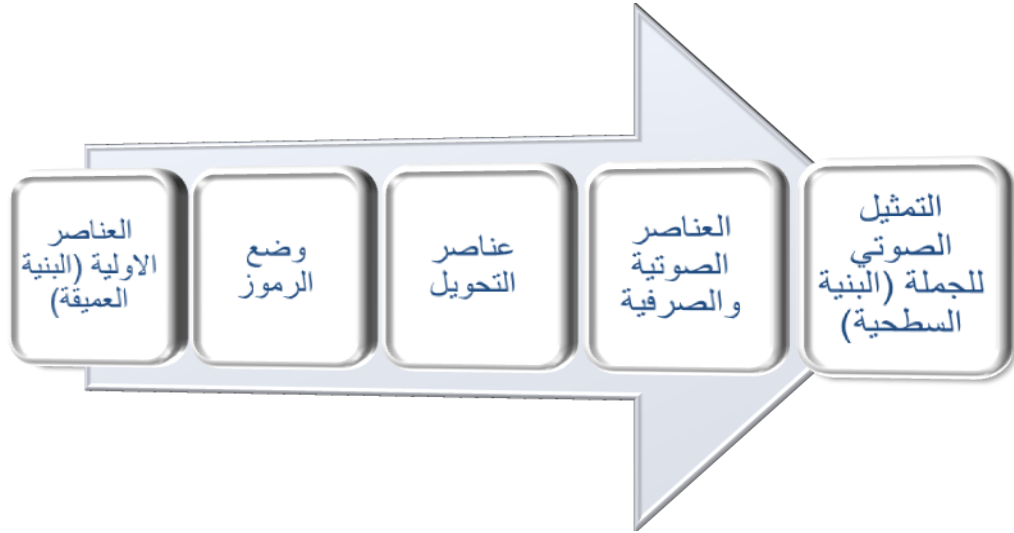 العناصر
الاولية (البنية
العميقة)
وضع
الرموز
عناصر
التحويل
العناصر
الصوتية
والصرفية
التمثيل
الصوتي
للجملة (البنية
السطحية)